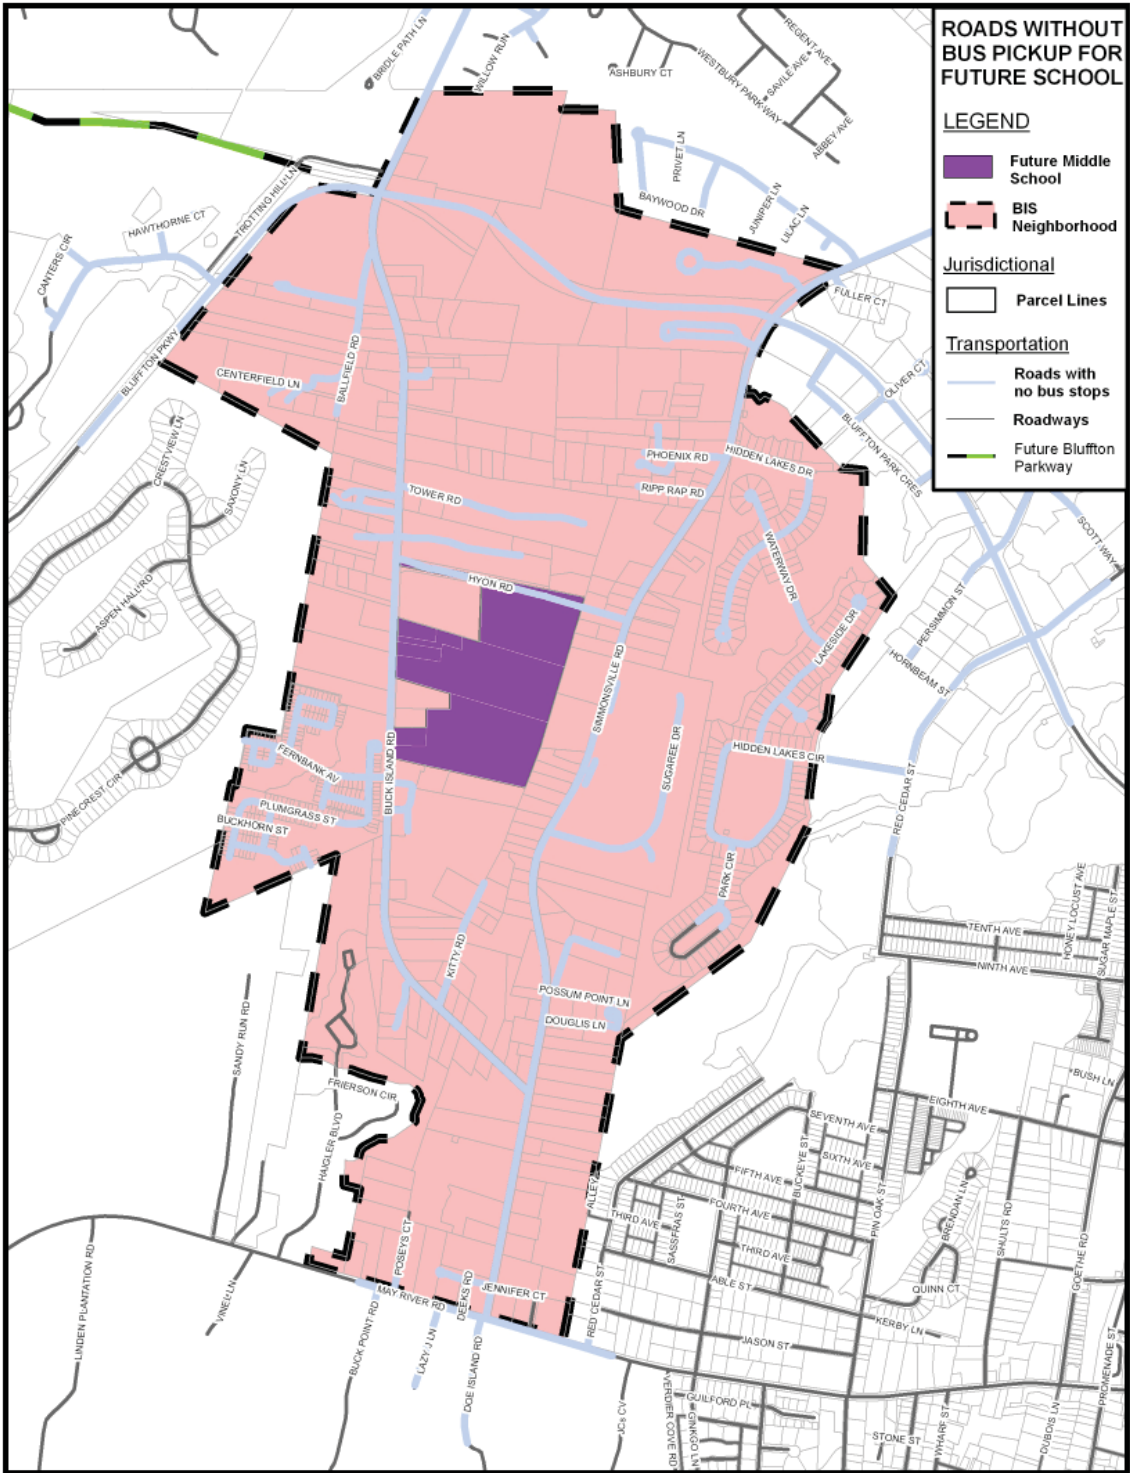 ROADS WITHOUT
BUS PICKUP FOR
FUTURE SCHOOL
LEGEND
Future Middle
School
BIS
Neighborhood
Jurisdictional
Parcel Lines
Transportation
Roads with
no bus stops
Roadways
Future Bluffton
Parkway
BRIDLE PATH LN
WILLOW RUN
ASHBURY CT
WESTBURY PARK WAY
REGENT AVE
SAVILE AVE
ABBEY AVE
PRIVET LN
BAYWOOD DR
JUNIPER LN
LILAC LN
TROTTING HILL LN
HAWTHORNE CT
CANTERS CIR
FULLER CT
BLUFFTON PKWY
OLIVER CT
CENTERFIELD LN
BALLFIELD RD
BLUFFTON PARK CRES
CRESTVIEW LN
SAXONY LN
PHOENIX RD
HIDDEN LAKES DR
RIPP RAP RD
TOWER RD
SCOTT WAY
WATERWAY DR
ASPEN HALL RD
HYON RD
PERSIMMON ST
LAKESIDE DR
HORNBEAM ST
SIMMONSVILLE RD
SUGAREE DR
HIDDEN LAKES CIR
FERNBANK AV
BUCK ISLAND RD
PINECREST CIR
PLUMGRASS ST
BUCKHORN ST
RED CEDAR ST
PARK CIR
HONEY LOCUST AVE
SUGAR MAPLE ST
TENTH AVE
NINTH AVE
KITTY RD
POSSUM POINT LN
DOUGLIS LN
SANDY RUN RD
FRIERSON CIR
BUSH LN
EIGHTH AVE
HAIGLER BLVD
SEVENTH AVE
SIXTH AVE
BUCKEYE ST
FIFTH AVE
FOURTH AVE
THIRD AVE
THIRD AVE
SASSFRAS ST
ALLEY
PIN OAK ST
BRENDAN LN
SHULTS RD
GOETHE RD
POSEYS CT
LINDEN PLANTATION RD
VINEL LN
MAY RIVER RD
DEEKS RD
JENNIFER CT
RED CEDAR ST
ABLE ST
QUINN CT
KERBY LN
JASON ST
BUCK POINT RD
LAZY J LN
DOE ISLAND RD
JCs CV
VERDIER COVE RD
GINKGO LN
GUILFORD PL
STONE ST
WHARF ST
DUBOIS LN
PROMENADE ST